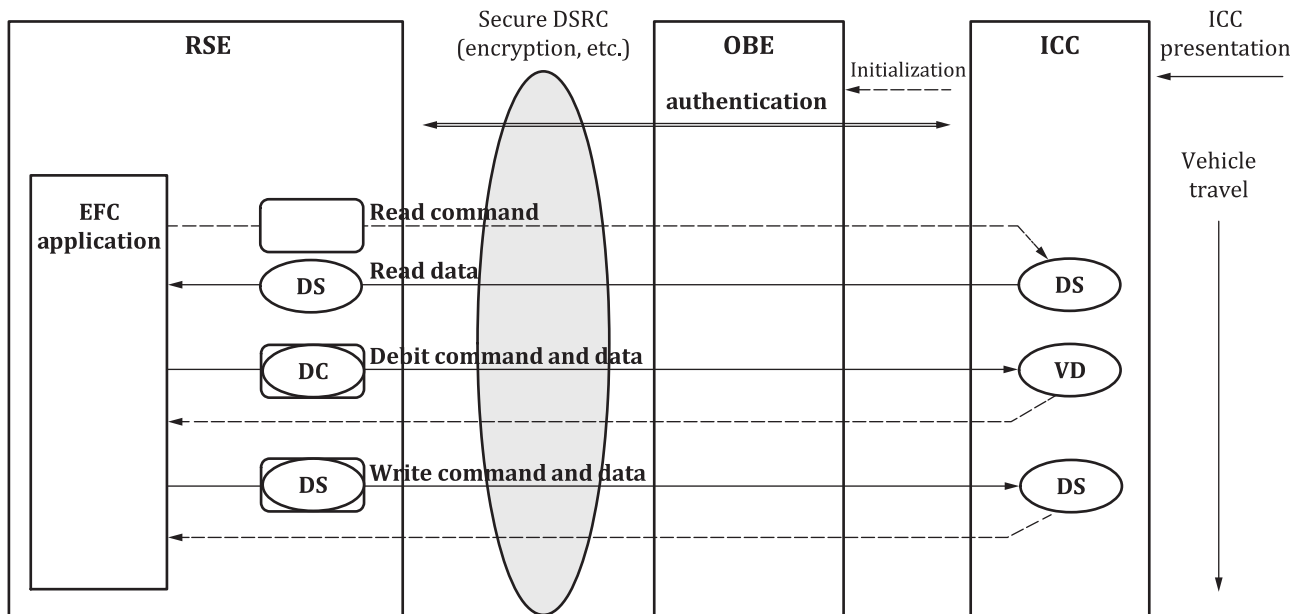 RSE
Secure DSRC
(encryption, etc.)
OBE
ICC
ICC
presentation
Initialization
authentication
Vehicle
travel
EFC
application
Read command
Read data
DS
DS
Debit command and data
DC
VD
Write command and data
DS
DS